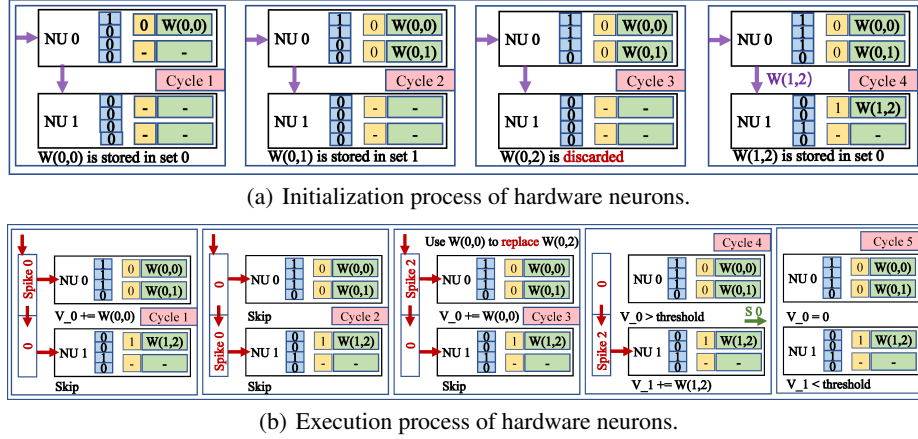 NU 0
1
0
0
0
0 W(0,0)
- -
Cycle 1
NU 1
0
0
0
0
- -
- -
W(0,0) is stored in set 0
NU 0
1
1
0
0
0 W(0,0)
0 W(0,1)
Cycle 2
NU 1
0
0
0
0
- -
- -
W(0,1) is stored in set 1
NU 0
1
1
1
0
0 W(0,0)
0 W(0,1)
Cycle 3
NU 1
0
0
0
0
- -
- -
W(0,2) is discarded
NU 0
1
1
1
0
0 W(0,0)
0 W(0,1)
W(1,2)
Cycle 4
NU 1
0
0
1
0
1 W(1,2)
- -
W(1,2) is stored in set 0
(a) Initialization process of hardware neurons.
Spike 0
NU 0
1
1
1
0
0 W(0,0)
0 W(0,1)
V_0 += W(0,0)
Cycle 1
0
NU 1
0
0
1
0
1 W(1,2)
- -
Skip
0
NU 0
1
1
1
0
0 W(0,0)
0 W(0,1)
Skip
Cycle 2
Spike 0
NU 1
0
0
1
0
1 W(1,2)
- -
Skip
Use W(0,0) to replace W(0,2)
Spike 2
NU 0
1
1
1
0
0 W(0,0)
0 W(0,1)
V_0 += W(0,0)
Cycle 3
0
NU 1
0
0
1
0
1 W(1,2)
- -
Skip
Cycle 4
0
NU 0
1
1
1
0
0 W(0,0)
0 W(0,1)
V_0 > threshold
S 0
Spike 2
NU 1
0
0
1
0
1 W(1,2)
- -
V_1 += W(1,2)
Cycle 5
NU 0
1
1
1
0
0 W(0,0)
0 W(0,1)
V_0 = 0
NU 1
0
0
1
0
1 W(1,2)
- -
V_1 < threshold
(b) Execution process of hardware neurons.